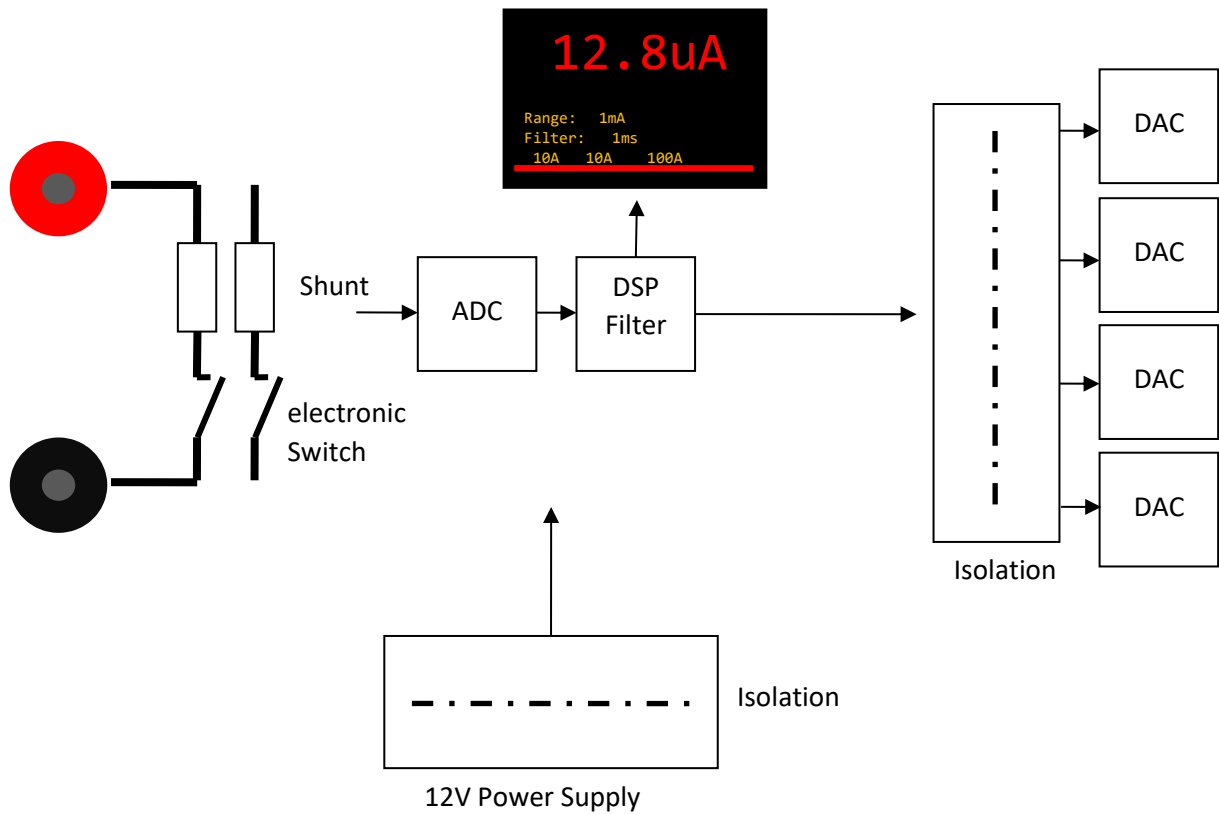 12.8uA
Range: 1mA
Filter: 1ms
10A 10A 100A
Shunt
ADC
DSP
Filter
electronic
Switch
DAC
DAC
DAC
DAC
Isolation
Isolation
12V Power Supply